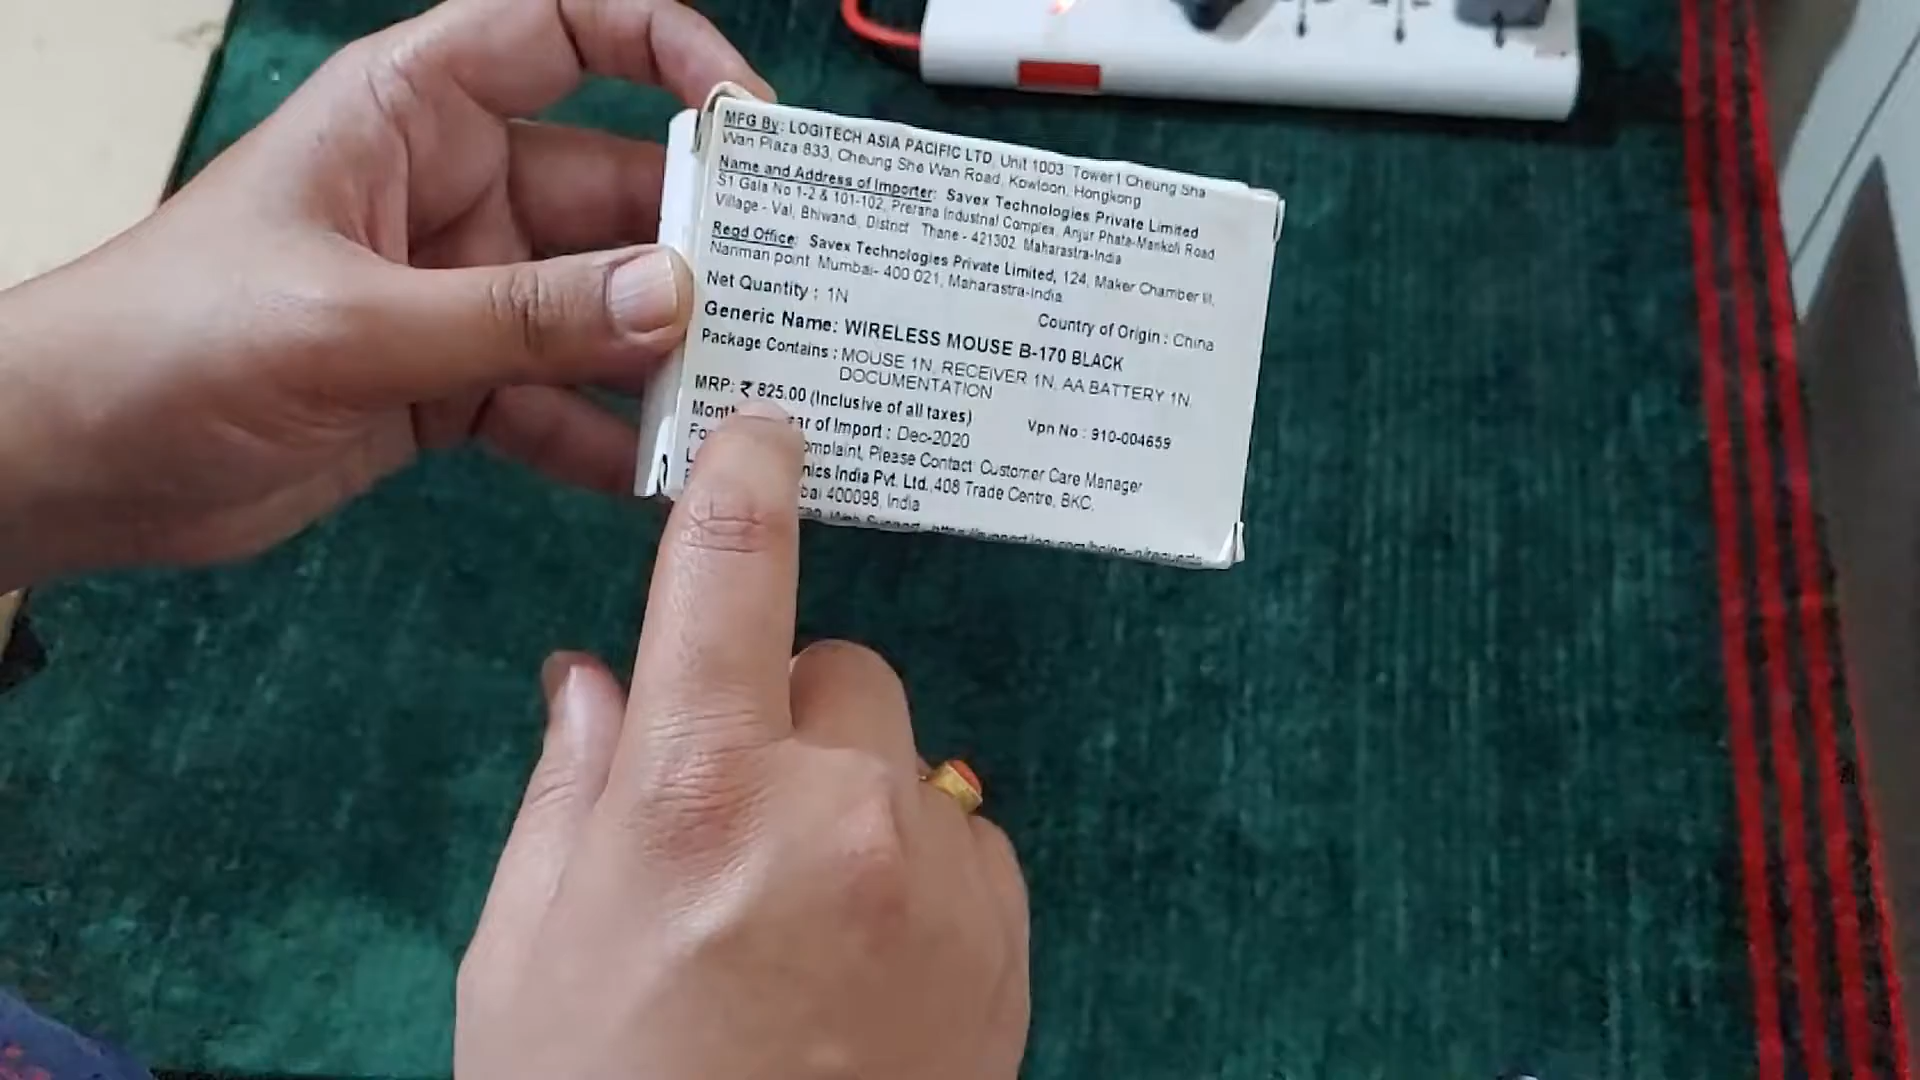 MFG By: LOGITECH ASIA PACIFIC LTD, Unit 1003 Tower I Cheung Sha
Wan Plaza 833, Cheung Sha Wan Road, Kowloon, Hongkong
Name and Address of Importer: Savex Technologies Private Limited
S1 Gala No 1-2 & 101-102, Prerana Industrial Complex, Anjur Phata-Mankoli Road
Village - Val, Bhiwandi, District Thane - 421302 Maharastra-India
Regd Office: Savex Technologies Private Limited, 124, Maker Chamber III,
Nariman point Mumbai- 400 021, Maharastra-India
Net Quantity : 1N
Country of Origin : China
Generic Name: WIRELESS MOUSE B-170 BLACK
Package Contains : MOUSE 1N, RECEIVER 1N, AA BATTERY 1N,
DOCUMENTATION
MRP: ₹ 825.00 (Inclusive of all taxes)
of Import : Dec-2020
Vpn No : 910-004659
Please Contact Customer Care Manager
India Pvt. Ltd., 408 Trade Centre, BKC,
400098, India
Web Support